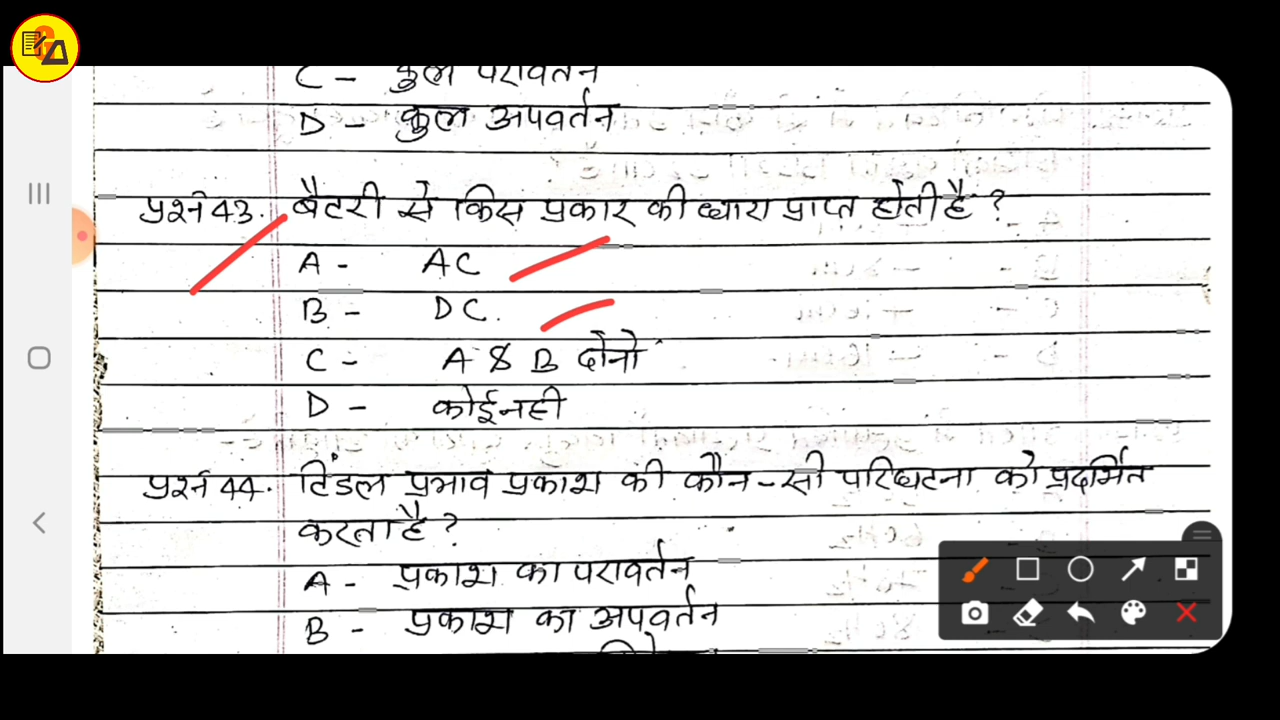 C - कुल परावर्तन
D - कुल अपवर्तन
प्रश्न 43. बैटरी से किस प्रकार की ध्यारा प्राप्त होती है ?
A - AC
B - DC.
C - A & B दोनो
D - कोई नही
प्रश्न 44. टिंडल प्रभाव प्रकाश की कौन-सी परिघटना को प्रदर्मित
करता है ?
A - प्रकाश का परावर्तन
B - प्रकाश का अपवर्तन